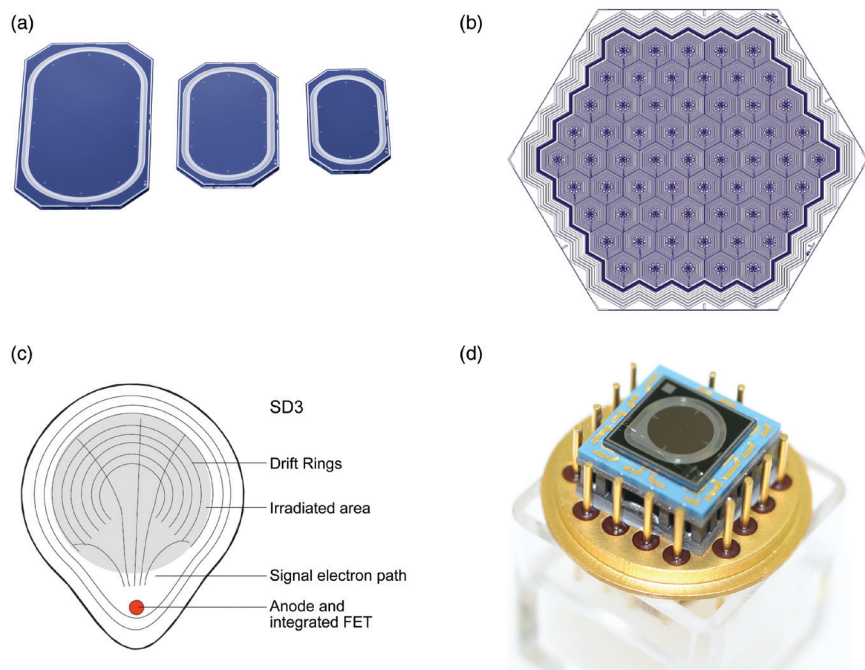 (a)
(b)
(c)
SD3
Drift Rings
Irradiated area
Signal electron path
Anode and
integrated FET
(d)